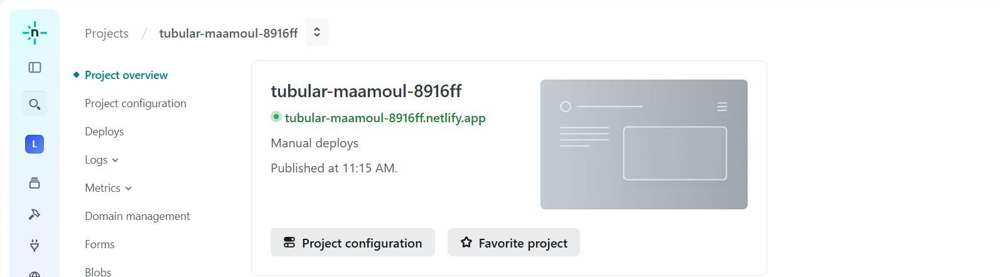 n
Projects / tubular-maamoul-8916ff
Project overview
Project configuration
Deploys
L
Logs
Metrics
Domain management
Forms
Blobs
tubular-maamoul-8916ff
tubular-maamoul-8916ff.netlify.app
Manual deploys
Published at 11:15 AM.
Project configuration
Favorite project